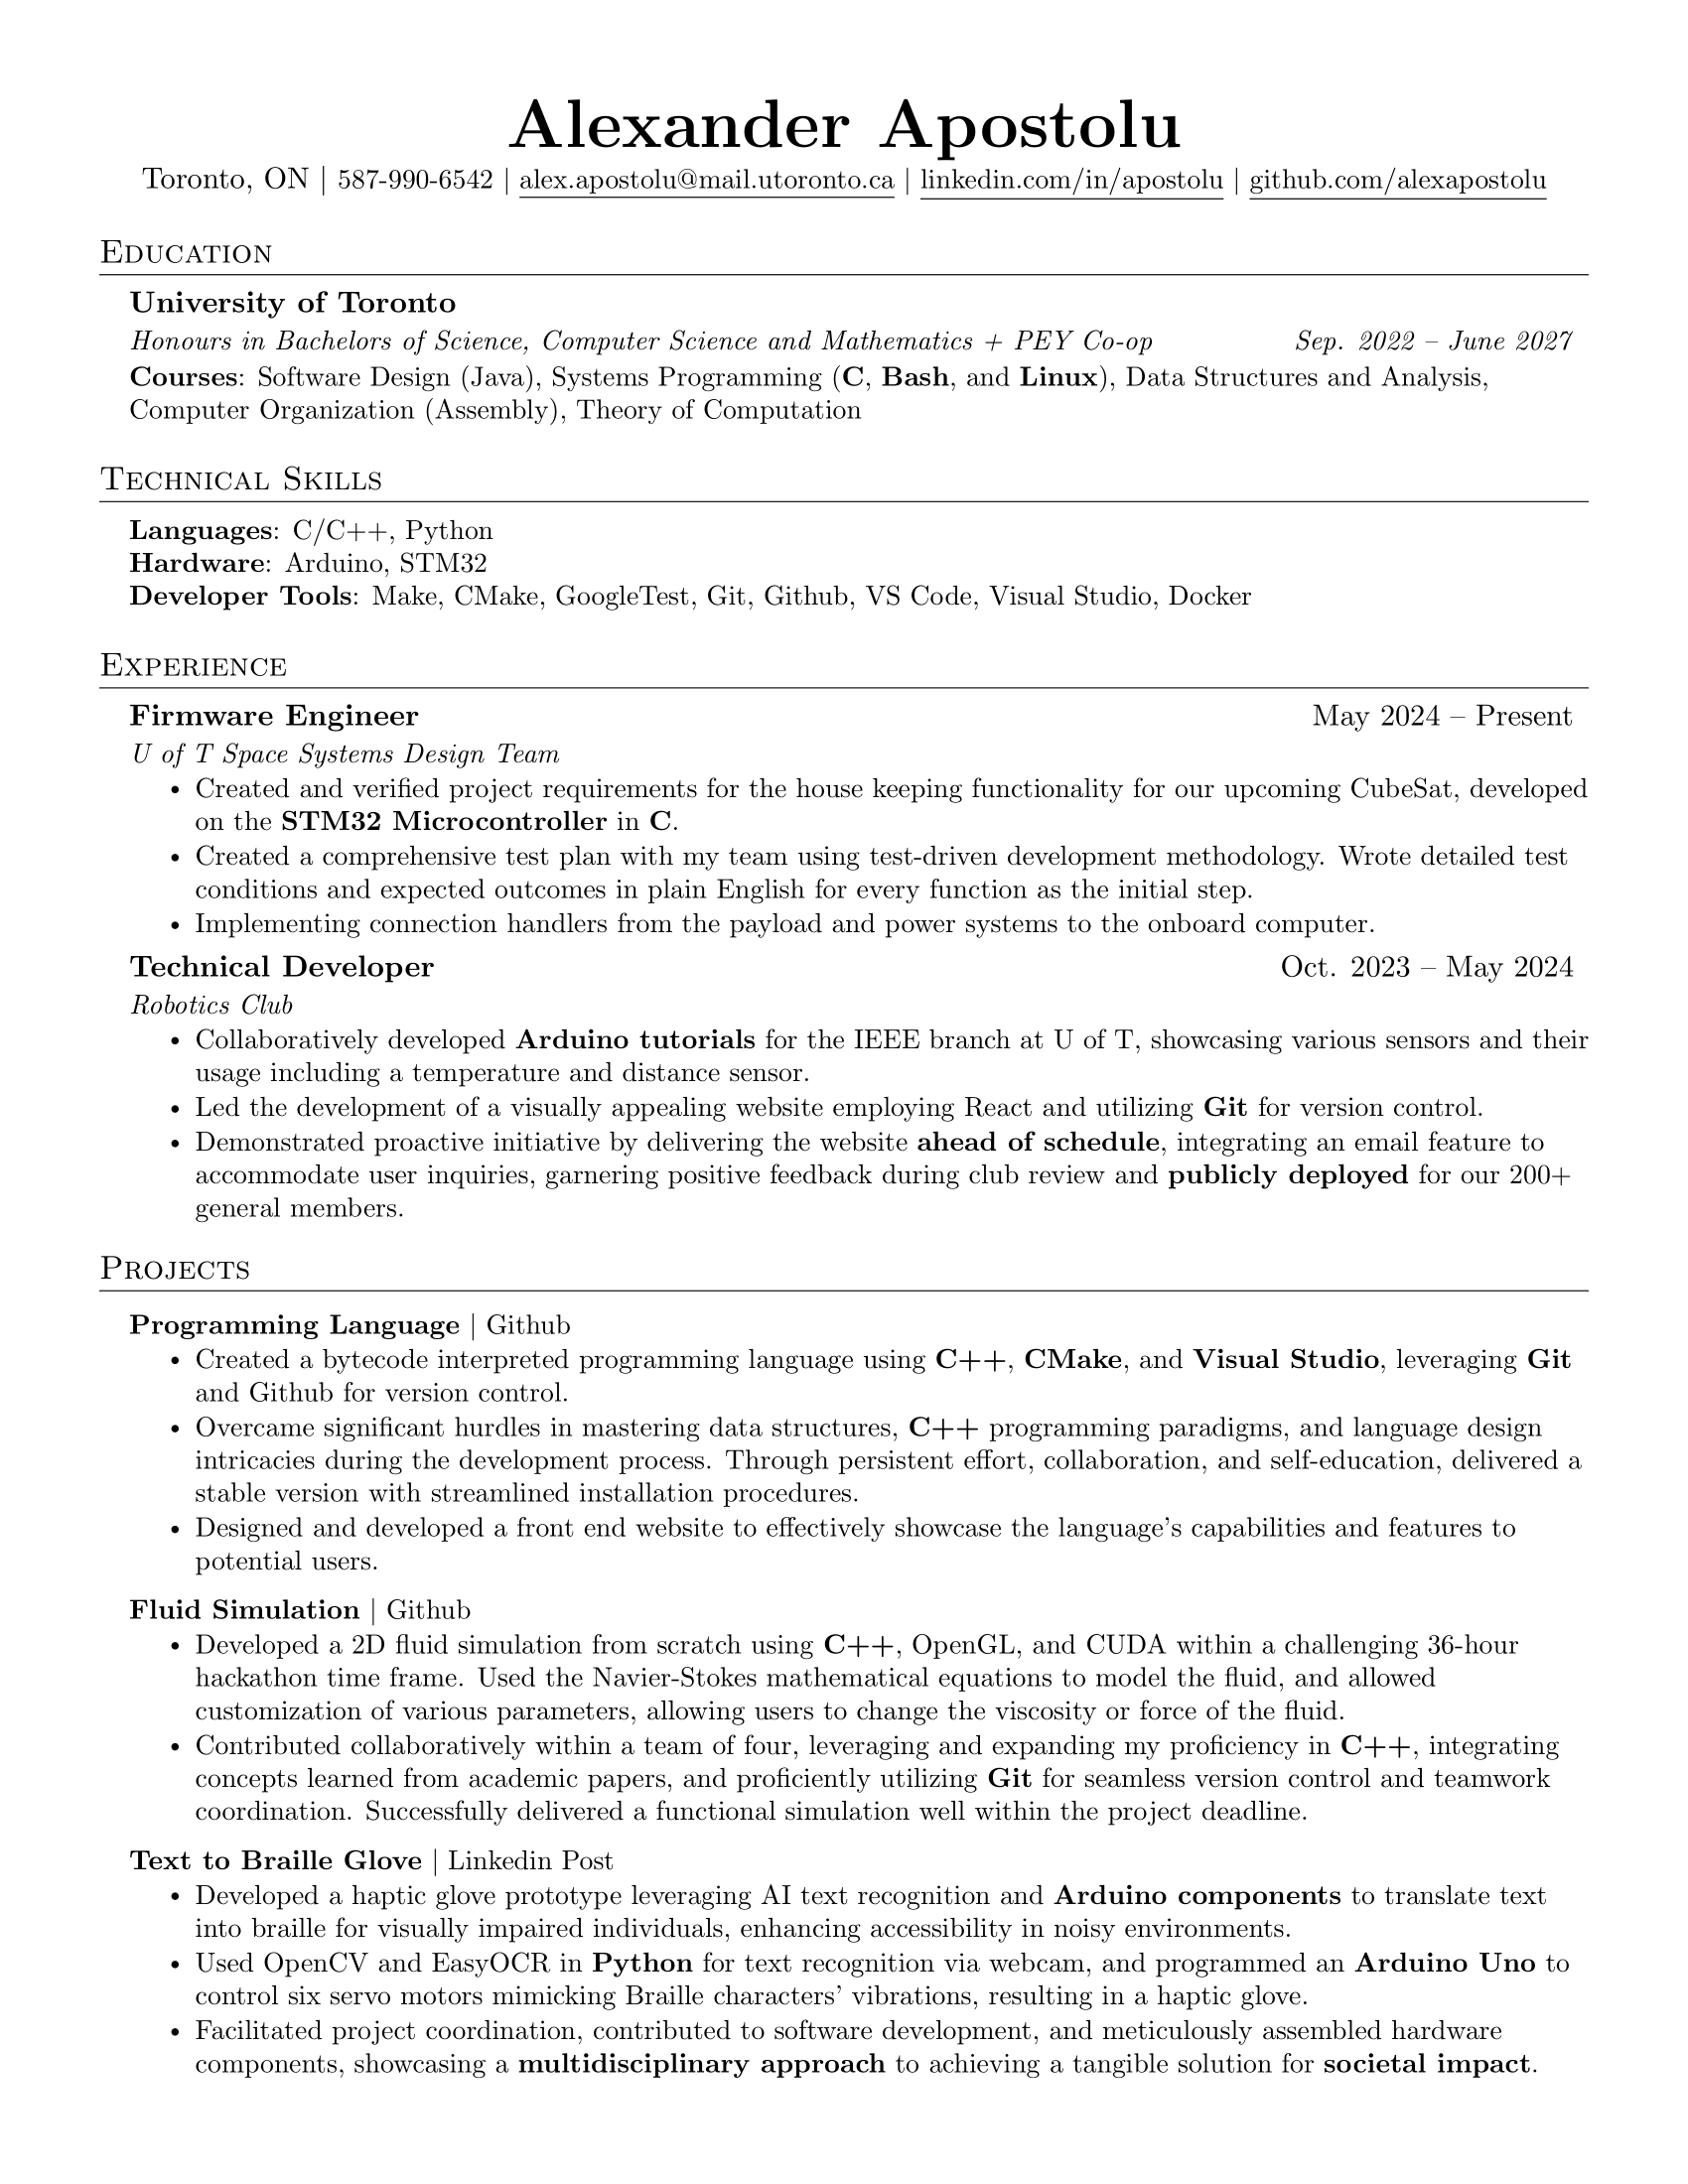 Alexander Apostolu
Toronto, ON | 587-990-6542 | alex.apostolu@mail.utoronto.ca | linkedin.com/in/apostolu | github.com/alexapostolu
Education
University of Toronto
Honours in Bachelors of Science, Computer Science and Mathematics + PEY Co-op Sep. 2022 – June 2027
Courses: Software Design (Java), Systems Programming (C, Bash, and Linux), Data Structures and Analysis,
Computer Organization (Assembly), Theory of Computation
Technical Skills
Languages: C/C++, Python
Hardware: Arduino, STM32
Developer Tools: Make, CMake, GoogleTest, Git, Github, VS Code, Visual Studio, Docker
Experience
Firmware Engineer May 2024 – Present
U of T Space Systems Design Team
• Created and verified project requirements for the house keeping functionality for our upcoming CubeSat, developed
on the STM32 Microcontroller in C.
• Created a comprehensive test plan with my team using test-driven development methodology. Wrote detailed test
conditions and expected outcomes in plain English for every function as the initial step.
• Implementing connection handlers from the payload and power systems to the onboard computer.
Technical Developer Oct. 2023 – May 2024
Robotics Club
• Collaboratively developed Arduino tutorials for the IEEE branch at U of T, showcasing various sensors and their
usage including a temperature and distance sensor.
• Led the development of a visually appealing website employing React and utilizing Git for version control.
• Demonstrated proactive initiative by delivering the website ahead of schedule, integrating an email feature to
accommodate user inquiries, garnering positive feedback during club review and publicly deployed for our 200+
general members.
Projects
Programming Language | Github
• Created a bytecode interpreted programming language using C++, CMake, and Visual Studio, leveraging Git
and Github for version control.
• Overcame significant hurdles in mastering data structures, C++ programming paradigms, and language design
intricacies during the development process. Through persistent effort, collaboration, and self-education, delivered a
stable version with streamlined installation procedures.
• Designed and developed a front end website to effectively showcase the language's capabilities and features to
potential users.
Fluid Simulation | Github
• Developed a 2D fluid simulation from scratch using C++, OpenGL, and CUDA within a challenging 36-hour
hackathon time frame. Used the Navier-Stokes mathematical equations to model the fluid, and allowed
customization of various parameters, allowing users to change the viscosity or force of the fluid.
• Contributed collaboratively within a team of four, leveraging and expanding my proficiency in C++, integrating
concepts learned from academic papers, and proficiently utilizing Git for seamless version control and teamwork
coordination. Successfully delivered a functional simulation well within the project deadline.
Text to Braille Glove | Linkedin Post
• Developed a haptic glove prototype leveraging AI text recognition and Arduino components to translate text
into braille for visually impaired individuals, enhancing accessibility in noisy environments.
• Used OpenCV and EasyOCR in Python for text recognition via webcam, and programmed an Arduino Uno to
control six servo motors mimicking Braille characters' vibrations, resulting in a haptic glove.
• Facilitated project coordination, contributed to software development, and meticulously assembled hardware
components, showcasing a multidisciplinary approach to achieving a tangible solution for societal impact.